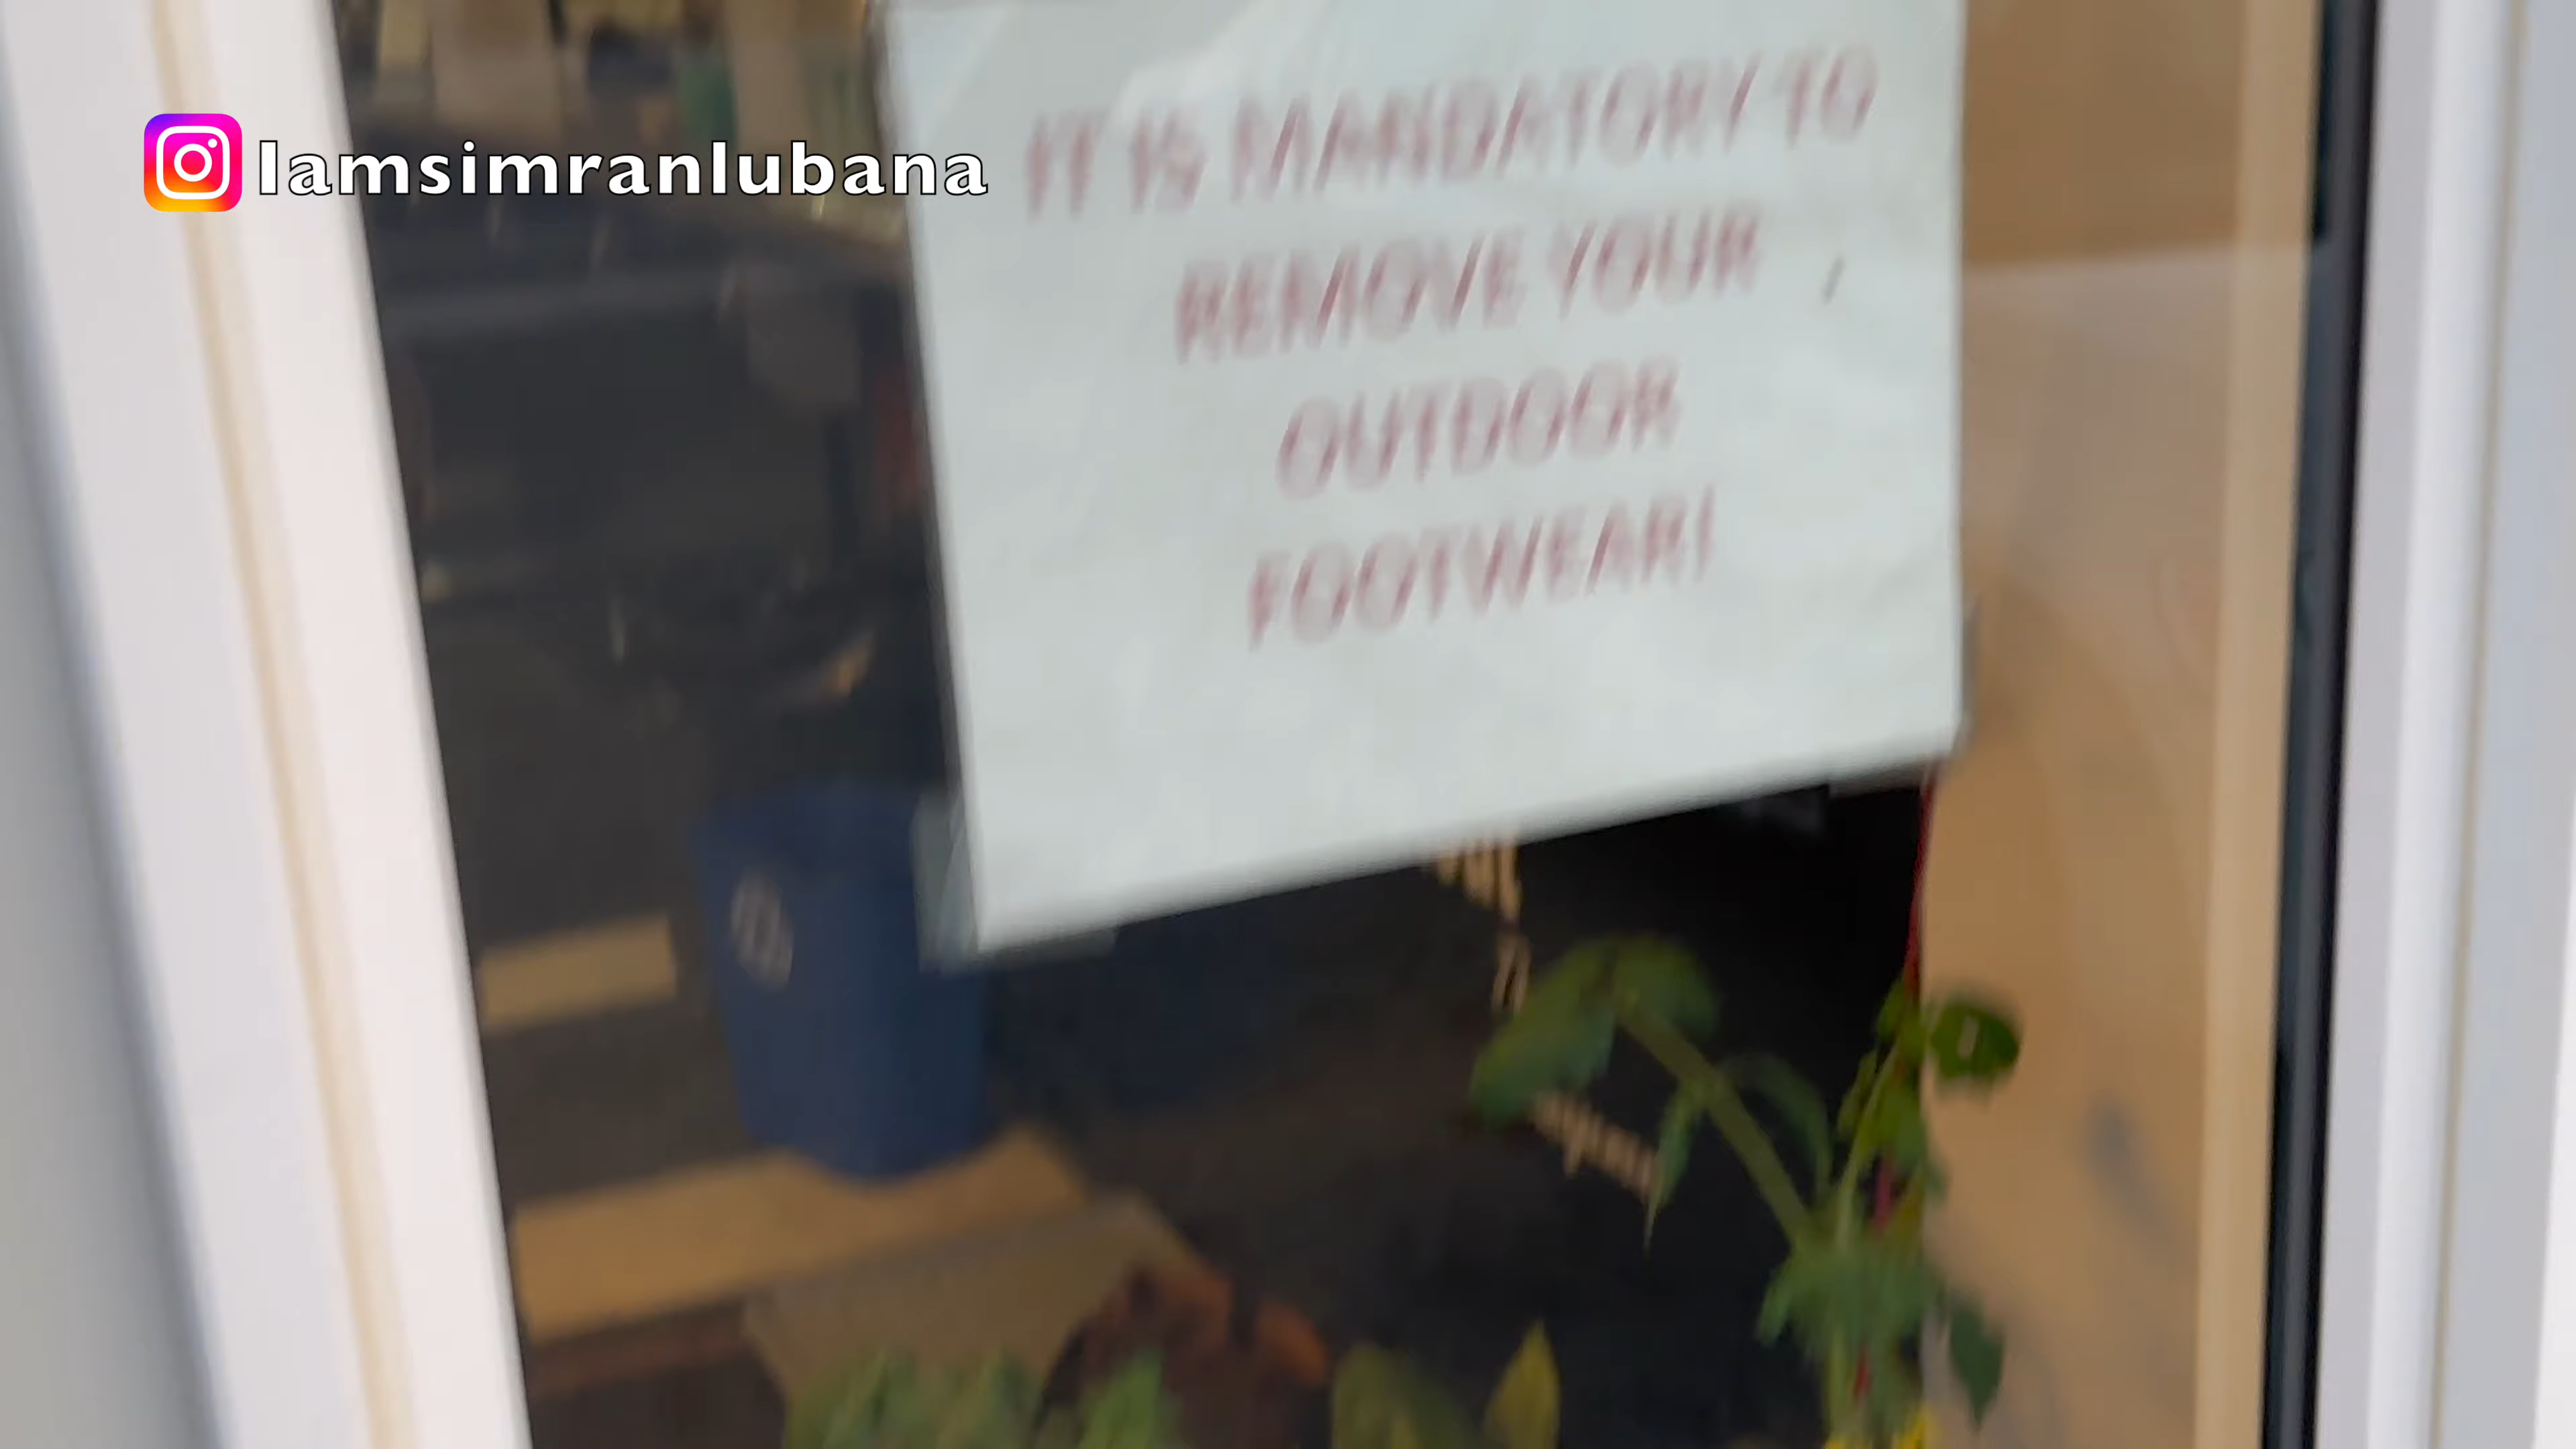 Iamsimranlubana
IT IS MANDATORY TO
REMOVE YOUR
OUTDOOR
FOOTWEAR!